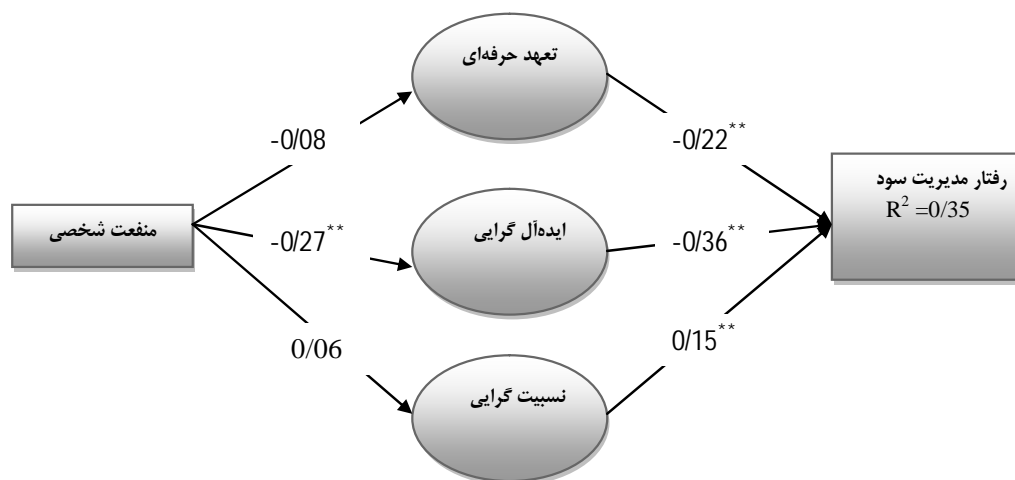 تعهد حرفه‌ای
-0/08
-0/22**
رفتار مدیریت سود
R² =0/35
منفعت شخصی
ایده‌آل گرایی
-0/27**
-0/36**
0/06
0/15**
نسبیت گرایی